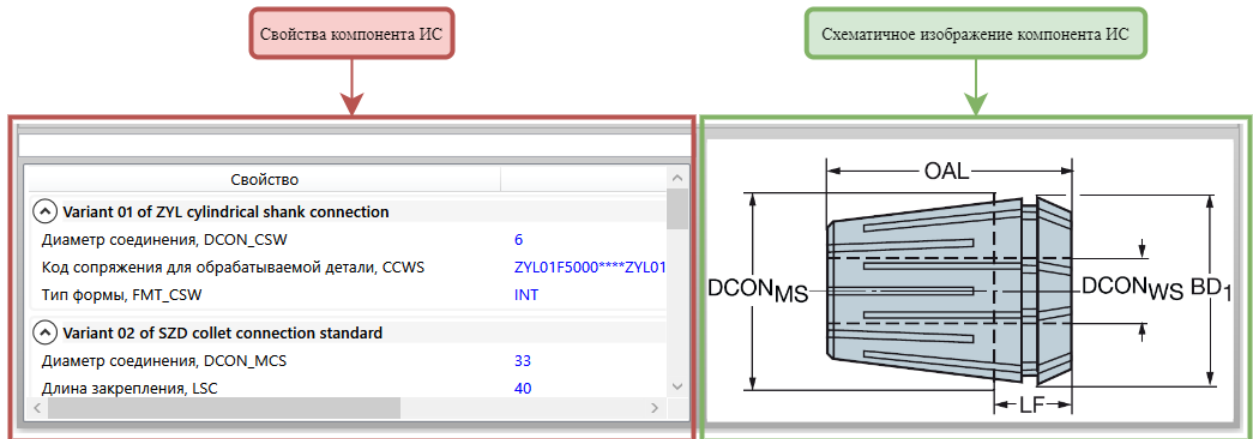 Свойства компонента ИС
Схематичное изображение компонента ИС
Свойство
Variant 01 of ZYL cylindrical shank connection
Диаметр соединения, DCON_CSW 6
Код сопряжения для обрабатываемой детали, CCWS ZYL01F5000****ZYL01
Тип формы, FMT_CSW INT
Variant 02 of SZD collet connection standard
Диаметр соединения, DCON_MCS 33
Длина закрепления, LSC 40
OAL
DCONMS
DCONWS
BD1
LF